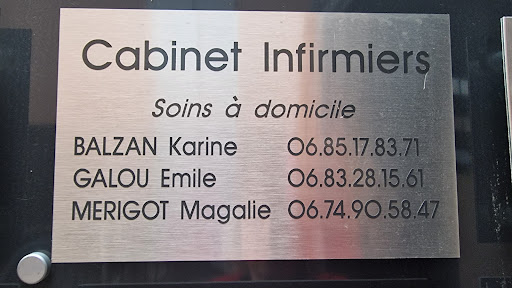 Cabinet Infirmiers
Soins à domicile
BALZAN Karine 06.85.17.83.71
GALOU Emile 06.83.28.15.61
MERIGOT Magalie 06.74.90.58.47